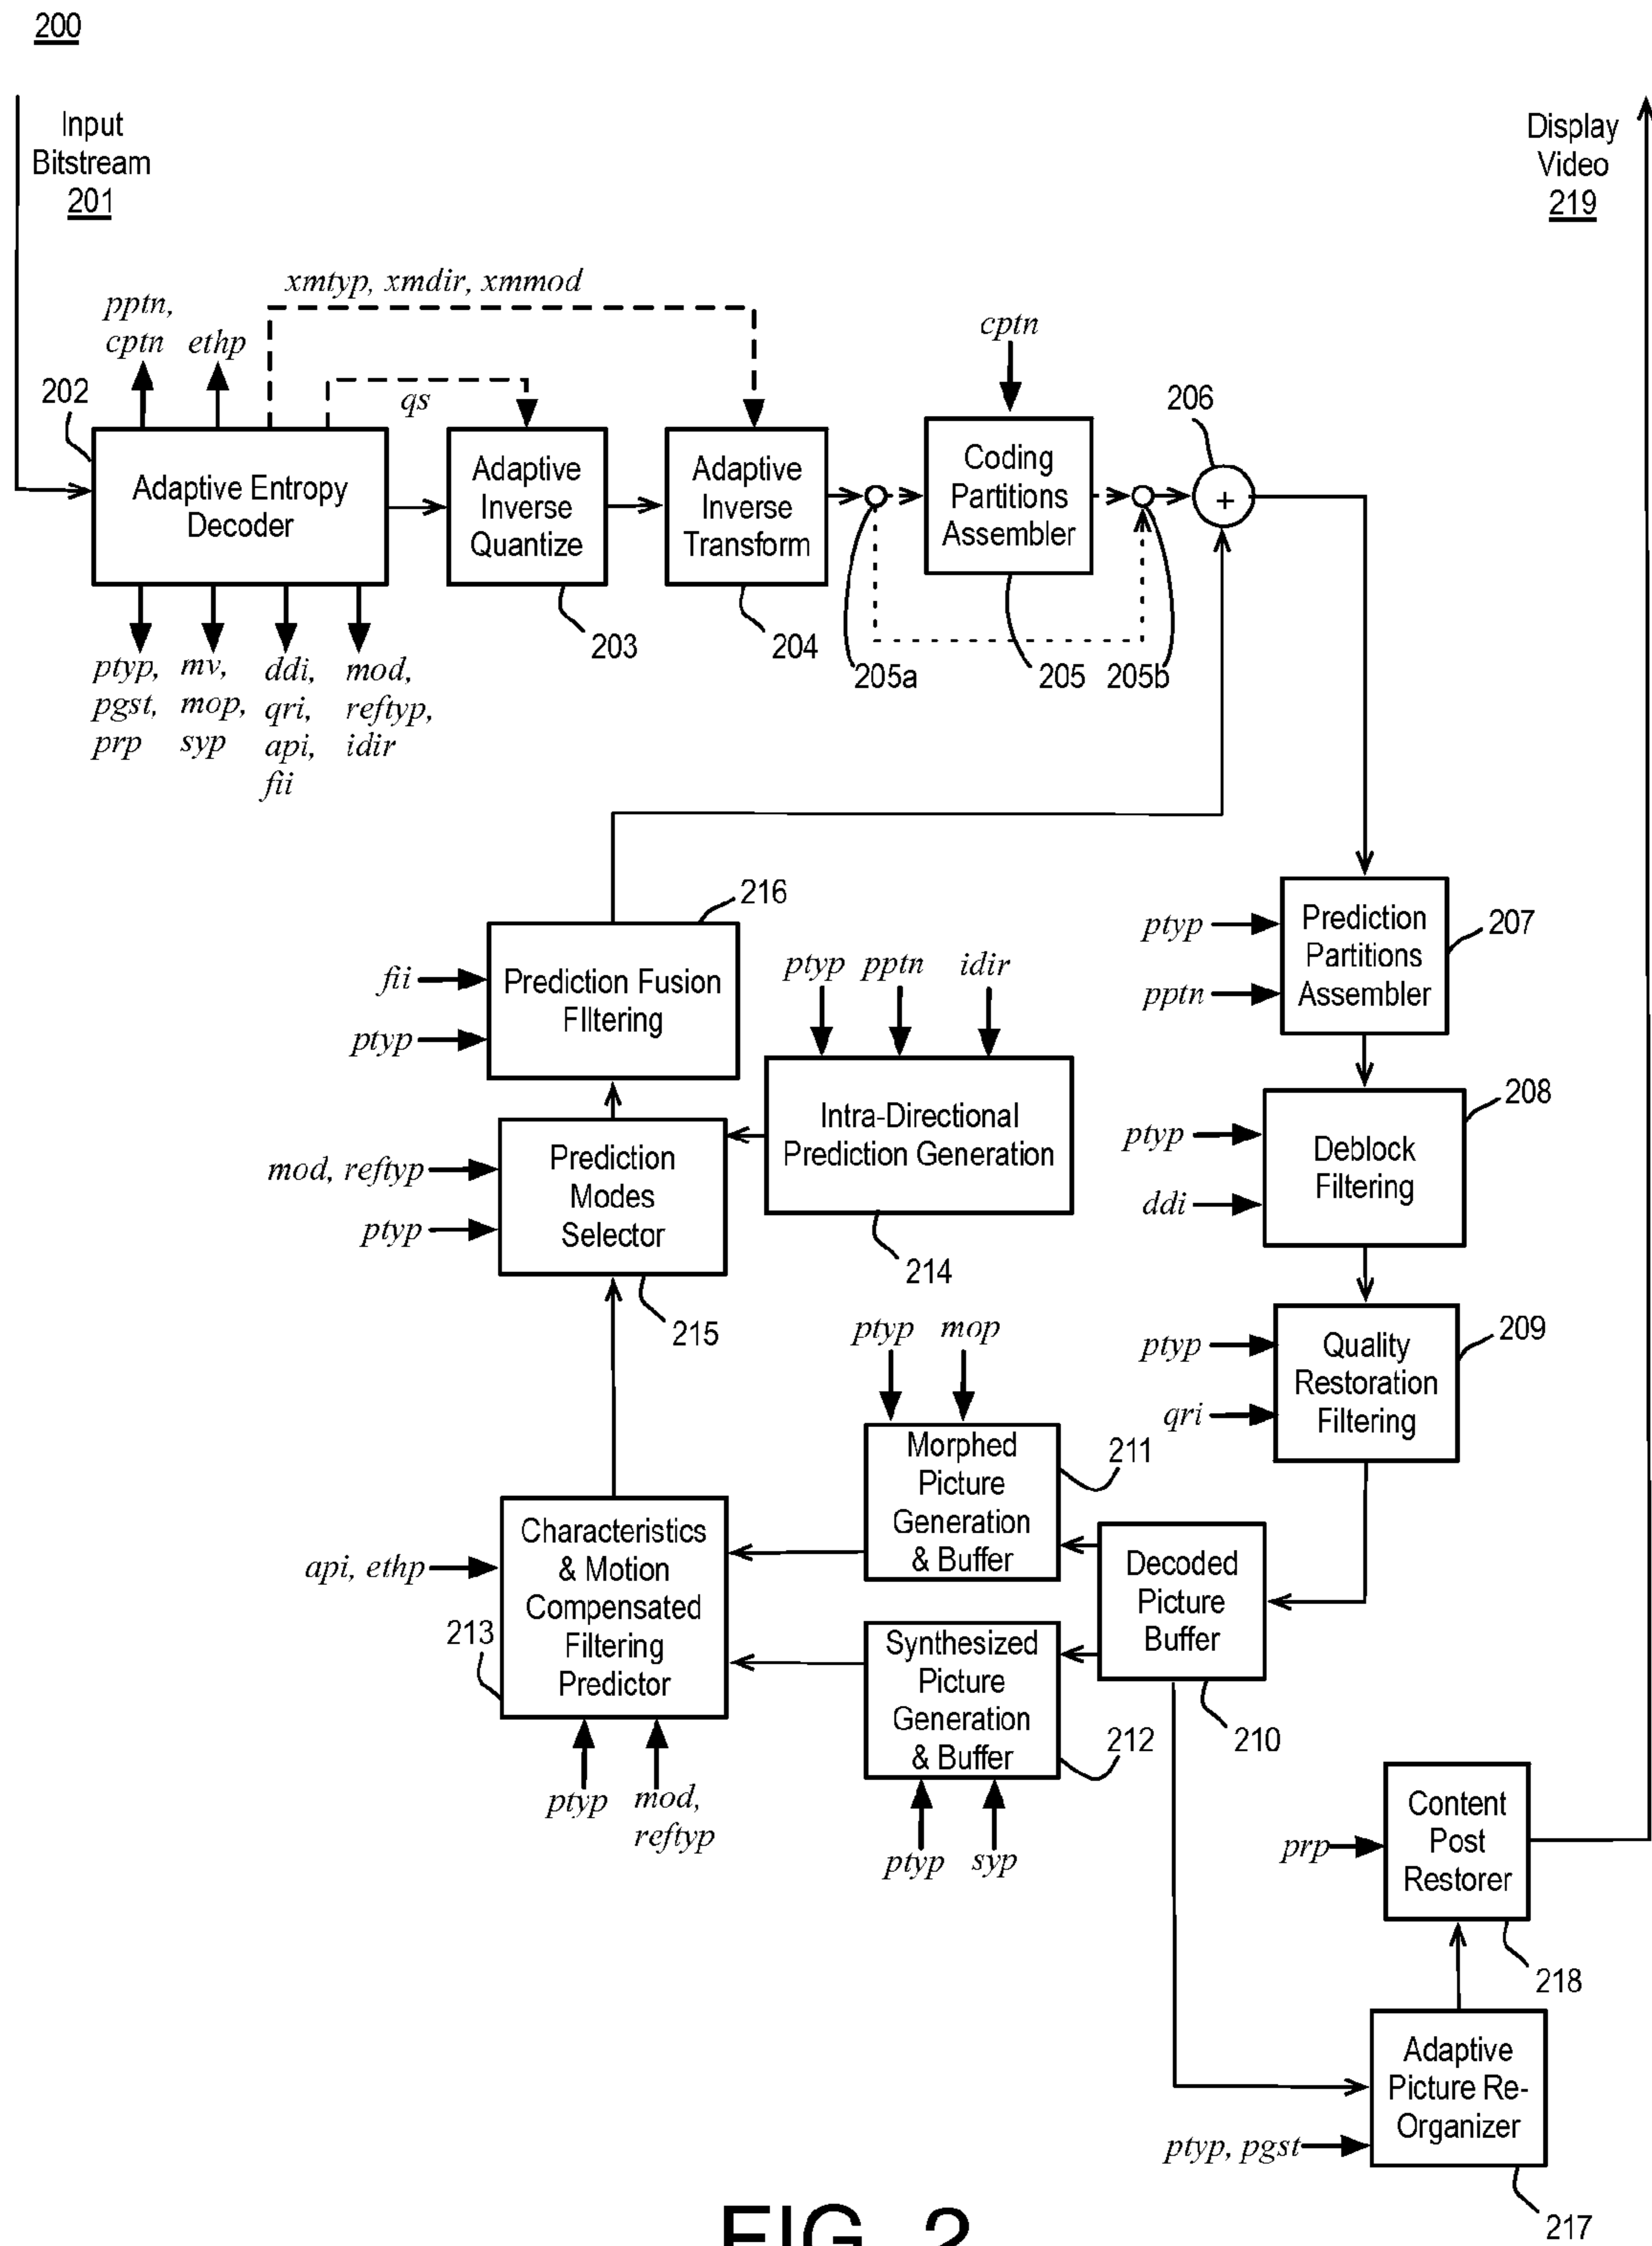 200
Input
Bitstream
201
Display
Video
219
xmtyp, xmdir, xmmod
pptn,
cptn
ethp
qs
cptn
202
206
Adaptive Entropy
Decoder
Adaptive
Inverse
Quantize
Adaptive
Inverse
Transform
Coding
Partitions
Assembler
+
203
204
205a
205
205b
ptyp,
pgst,
prp
mv,
mop,
syp
ddi,
qri,
api,
fii
mod,
reftyp,
idir
216
fii
ptyp
Prediction Fusion
FIltering
ptyp
pptn
idir
ptyp
pptn
Prediction
Partitions
Assembler
207
Intra-Directional
Prediction Generation
214
mod, reftyp
ptyp
Prediction
Modes
Selector
215
ptyp
ddi
Deblock
Filtering
208
ptyp
qri
Quality
Restoration
Filtering
209
ptyp
mop
Morphed
Picture
Generation
& Buffer
211
api, ethp
213
Characteristics
& Motion
Compensated
Filtering
Predictor
ptyp
mod,
reftyp
Decoded
Picture
Buffer
210
Synthesized
Picture
Generation
& Buffer
212
ptyp
syp
prp
Content
Post
Restorer
218
Adaptive
Picture Re-
Organizer
ptyp, pgst
217
FIG. 2